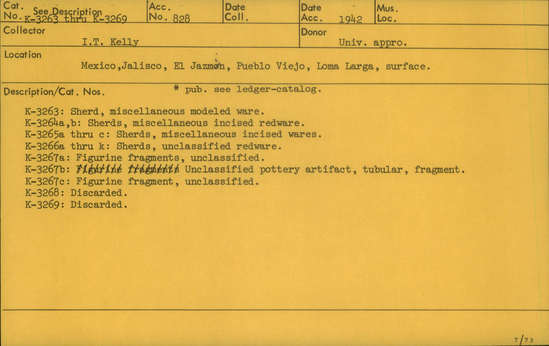 Cat. No. See Description K-3263 thru K-3269 Acc. No. 828 Date Coll. Date Acc. 1942 Mus. Loc.
Collector I.T. Kelly Donor Univ. appro.
Location
Mexico,Jalisco, El Jazmin, Pueblo Viejo, Loma Larga, surface.
Description/Cat. Nos. * pub. see ledger-catalog.
K-3263: Sherd, miscellaneous modeled ware.
K-3264a,b: Sherds, miscellaneous incised redware.
K-3265a thru c: Sherds, miscellaneous incised wares.
K-3266a thru k: Sherds, unclassified redware.
K-3267a: Figurine fragments, unclassified.
K-3267b: Figurine fragments Unclassified pottery artifact, tubular, fragment.
K-3267c: Figurine fragment, unclassified.
K-3268: Discarded.
K-3269: Discarded.
7/73